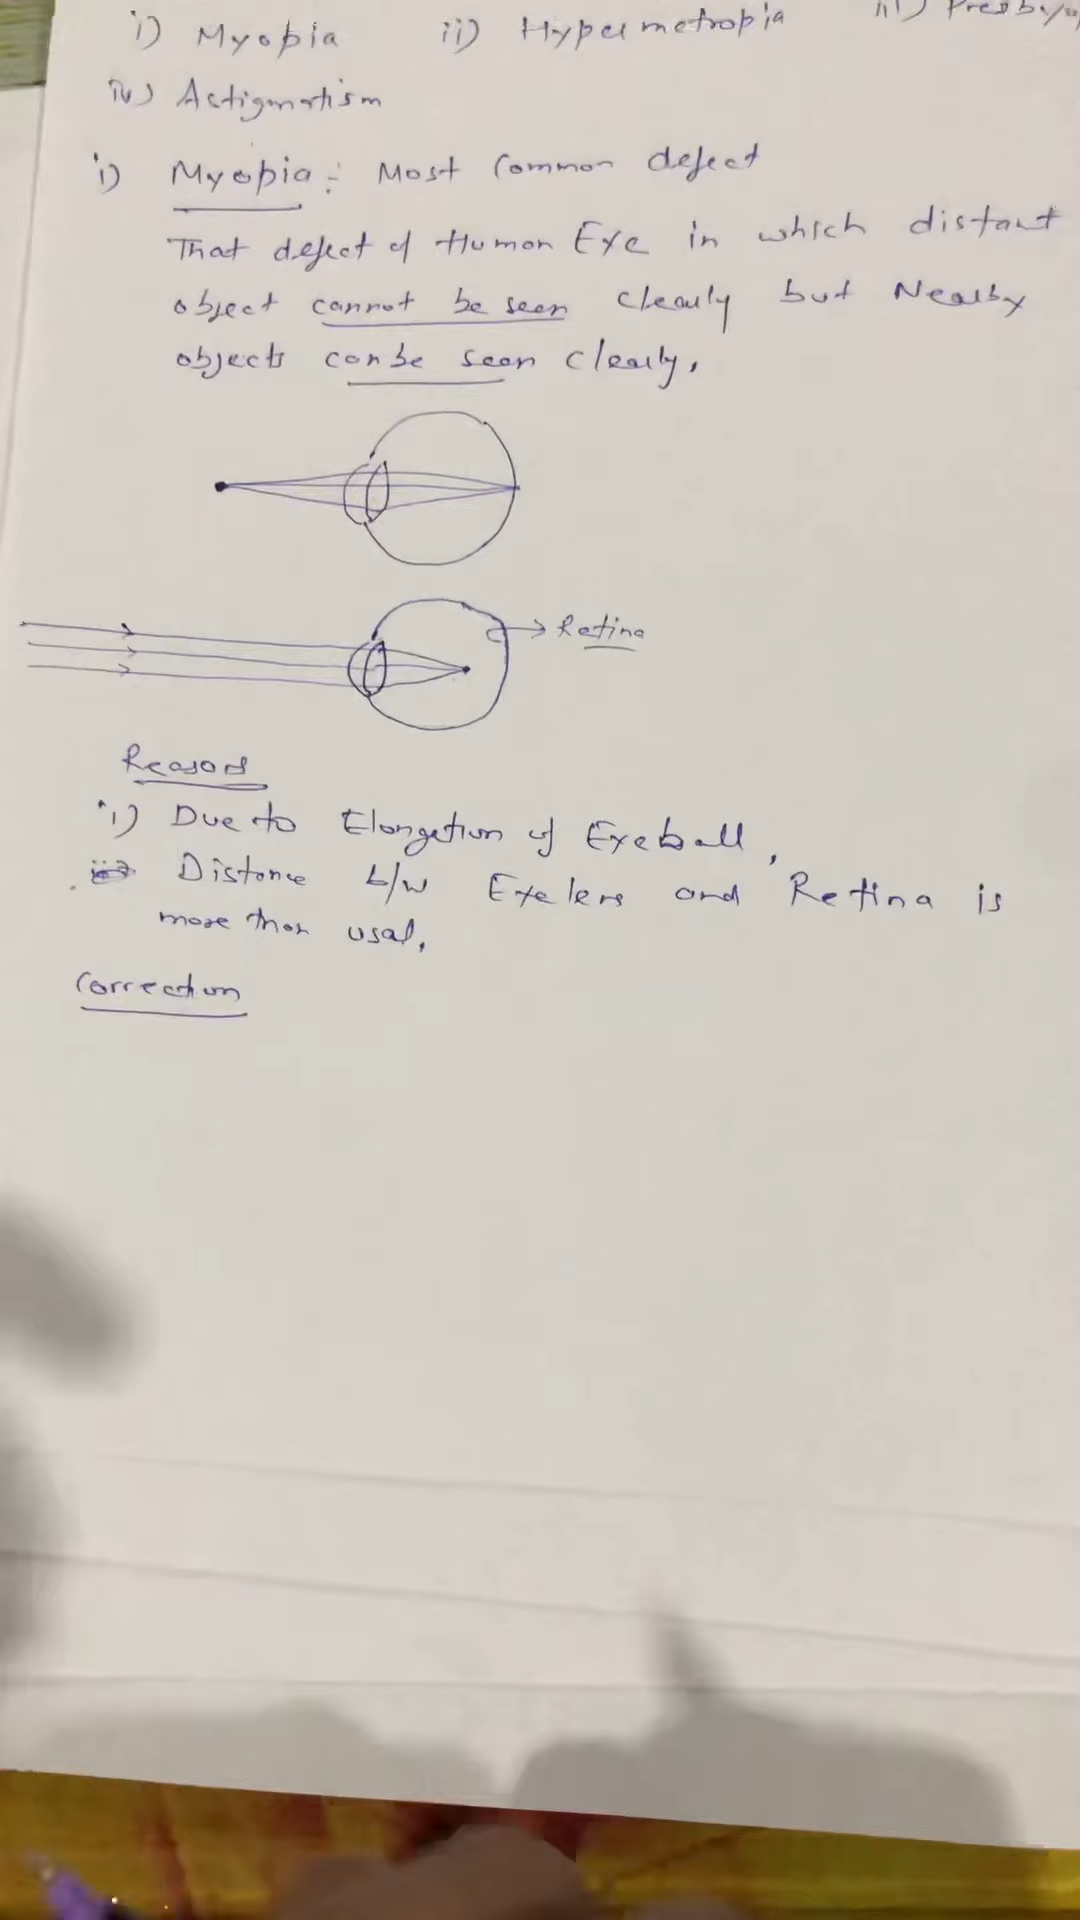 i) Myopia ii) Hypermetropia iii)
iv) Astigmatism
i) Myopia :- Most Common defect
That defect of Human Eye in which distant
object cannot be seen clearly but Nearby
objects can be seen clearly.
Retina
Reason
i) Due to Elongation of Eyeball,
Distance b/w Eye lens and Retina is
more than usal.
Correction